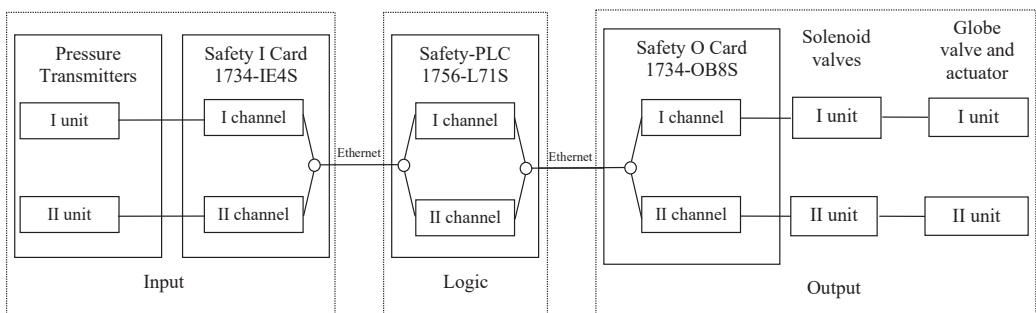 Pressure
Transmitters
I unit
II unit
Safety I Card
1734-IE4S
I channel
II channel
Input
Ethernet
Safety-PLC
1756-L71S
I channel
II channel
Logic
Ethernet
Safety O Card
1734-OB8S
I channel
II channel
Solenoid
valves
I unit
II unit
Globe
valve and
actuator
I unit
II unit
Output